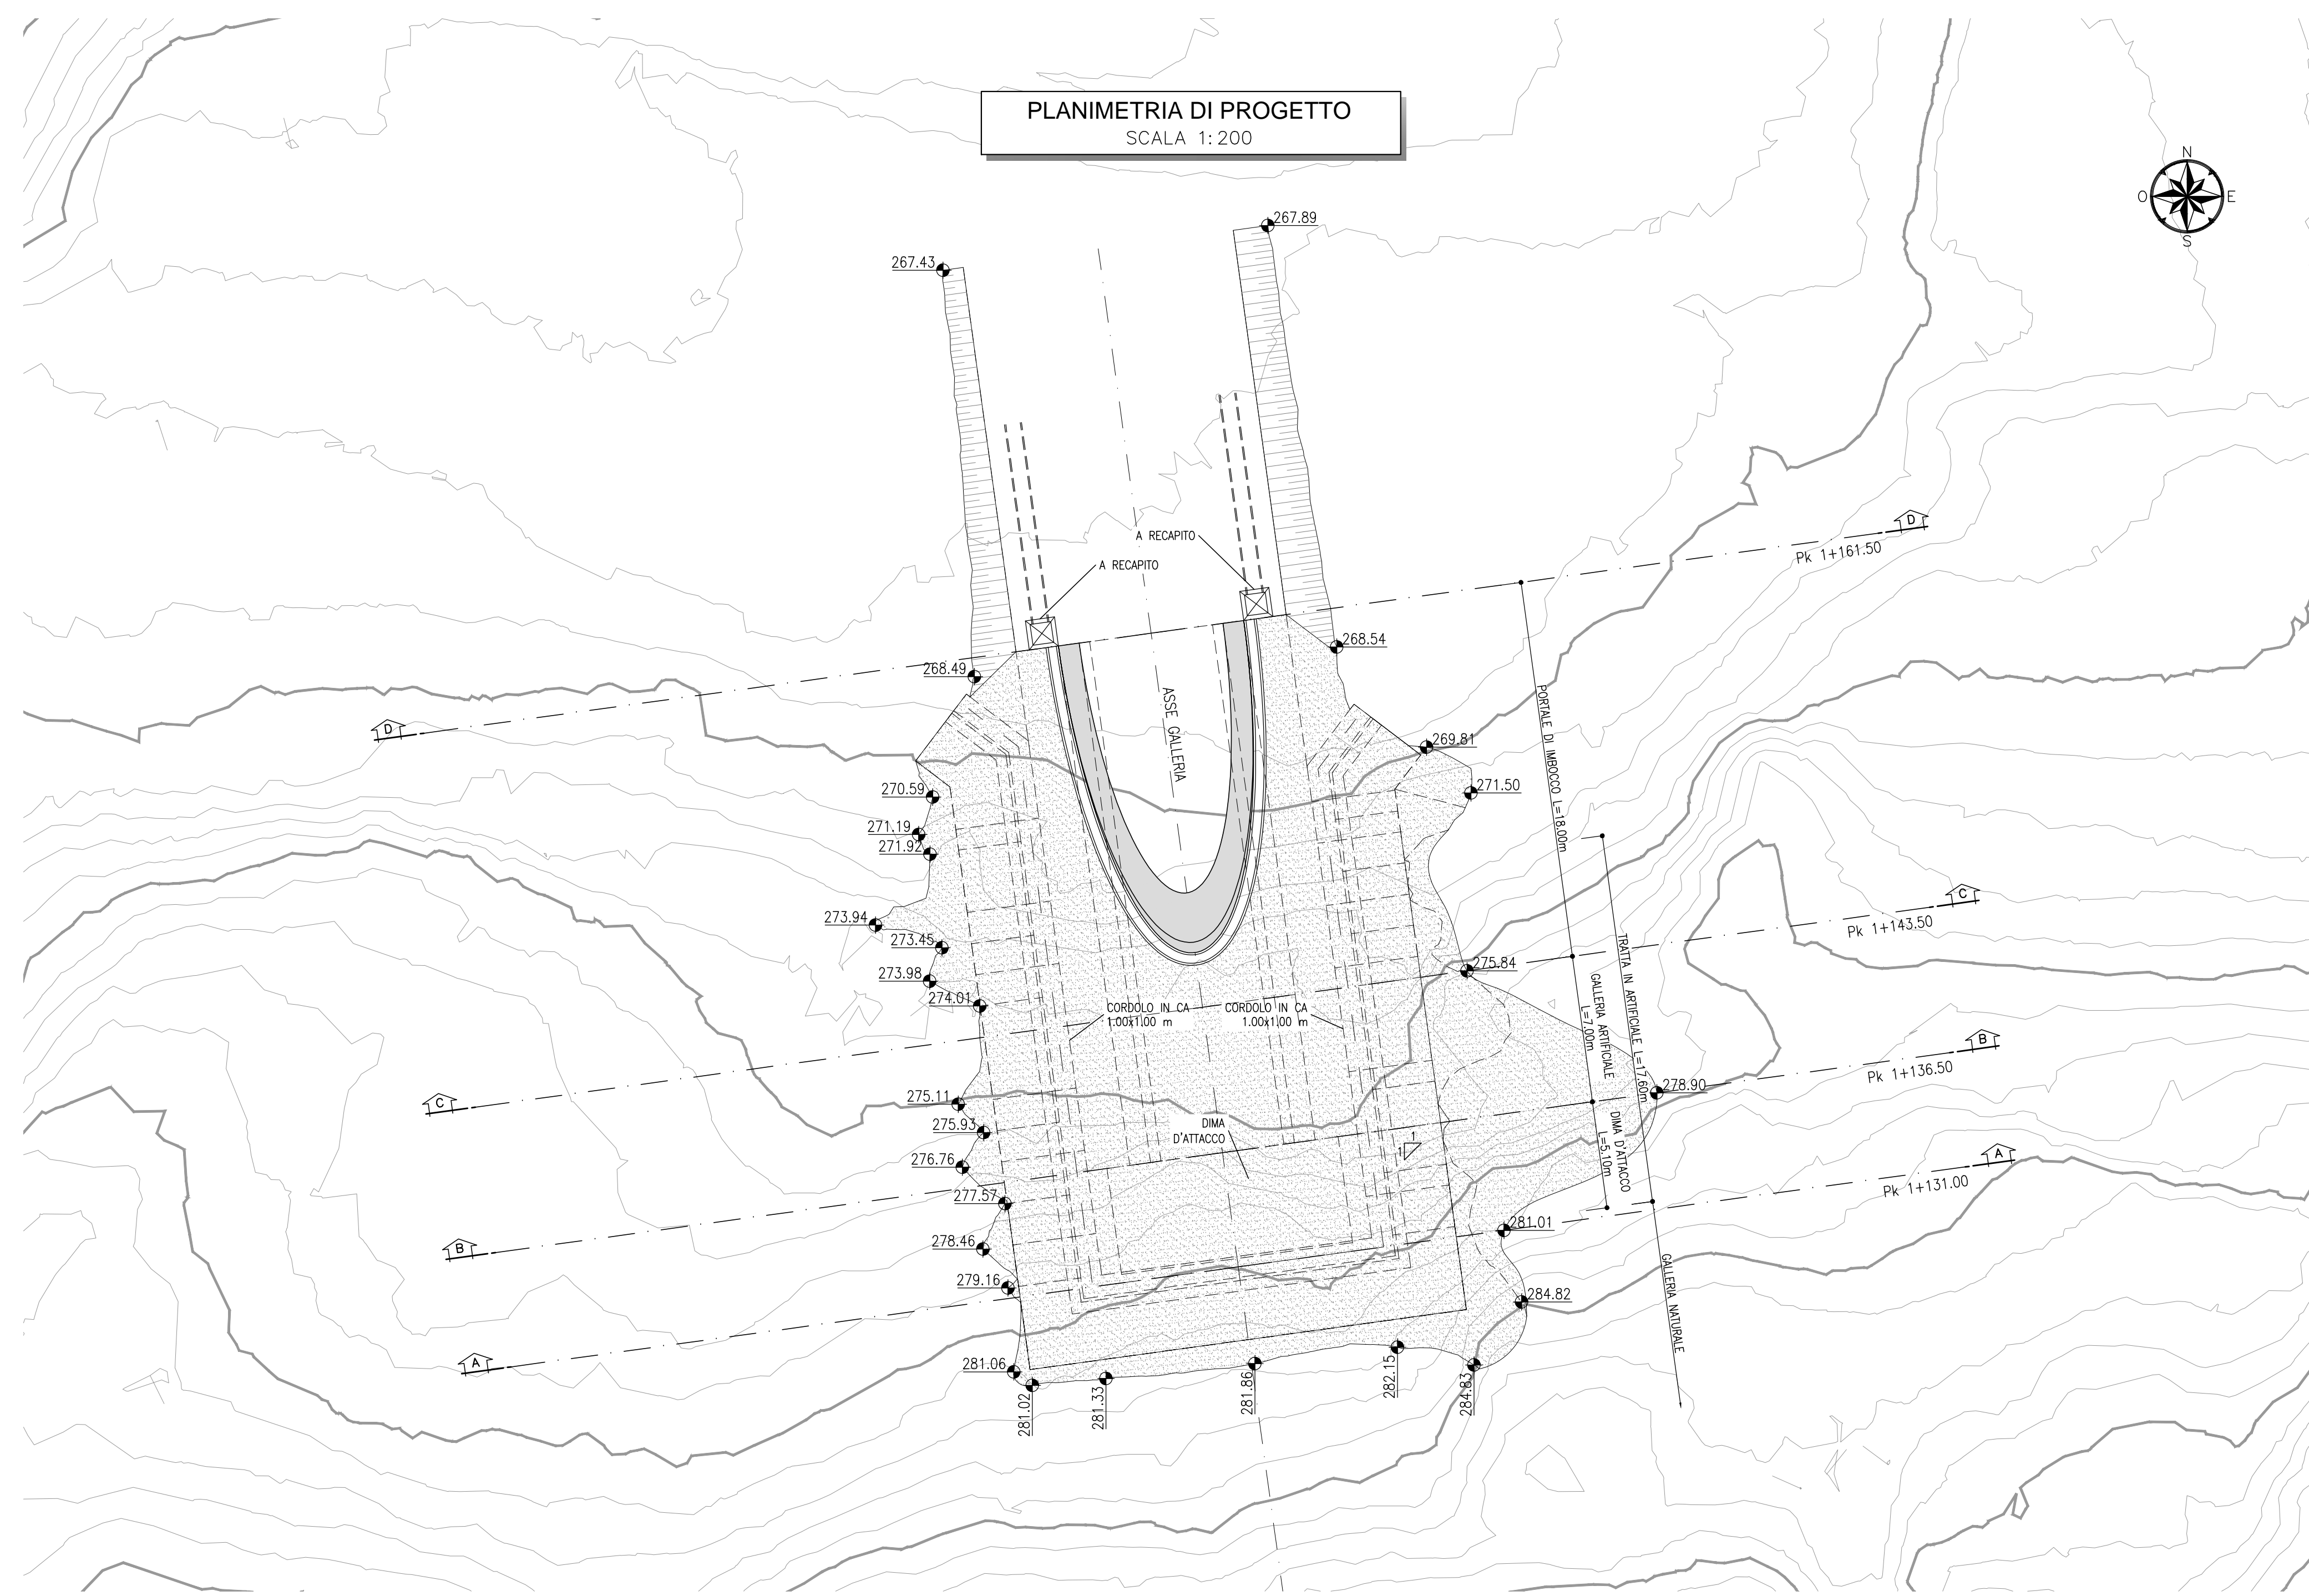 PLANIMETRIA DI PROGETTO
SCALA 1:200
N
O
E
S
267.89
267.43
D
Pk 1+161.50
A RECAPITO
A RECAPITO
268.54
268.49
D
ASSE GALLERIA
PORTALE DI IMBOCCO L=18.00m
269.81
270.59
271.50
271.19
271.92
C
Pk 1+143.50
273.94
273.45
275.84
273.98
274.01
CORDOLO IN CA
1.00x1.00 m
CORDOLO IN CA
1.00x1.00 m
GALLERIA ARTIFICIALE
L=7.00m
TRATTA IN ARTIFICIALE L=17.60m
B
Pk 1+136.50
278.90
C
275.11
275.93
DIMA
D'ATTACCO
1
1
DIMA D'ATTACCO
L=5.10m
A
Pk 1+131.00
276.76
277.57
281.01
278.46
B
279.16
284.82
GALLERIA NATURALE
A
281.06
281.02
281.33
281.86
282.15
284.83